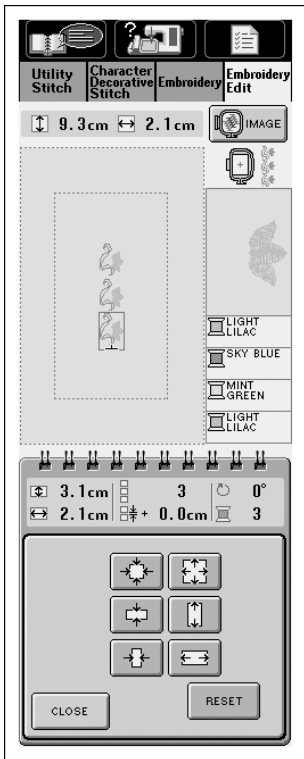 ?
Utility
Stitch
Character
Decorative
Stitch
Embroidery
Embroidery
Edit
9.3cm 2.1cm
IMAGE
LIGHT
LILAC
SKY BLUE
MINT
GREEN
LIGHT
LILAC
3.1cm 3 0°
2.1cm + 0.0cm 3
CLOSE
RESET